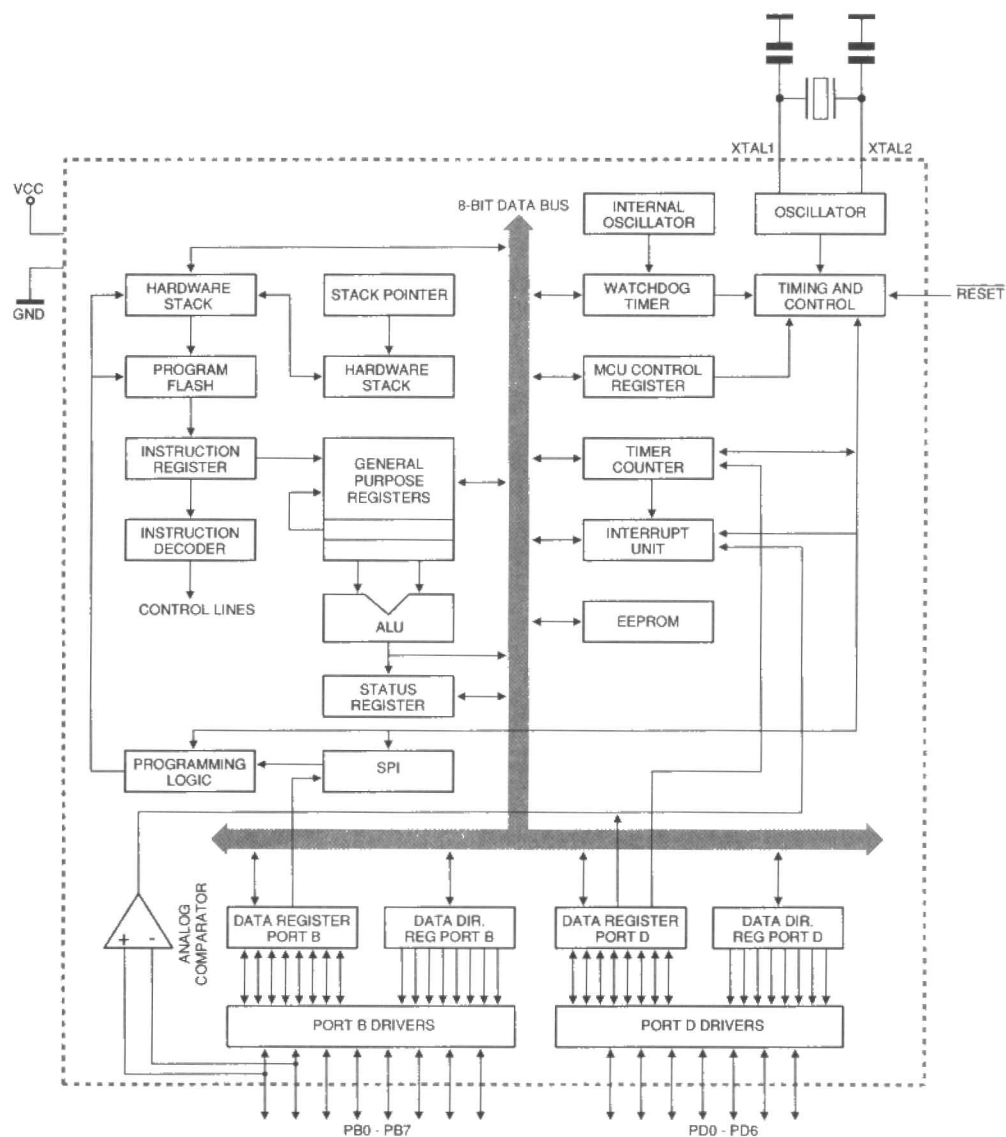 XTAL1
XTAL2
VCC
GND
8-BIT DATA BUS
INTERNAL
OSCILLATOR
OSCILLATOR
HARDWARE
STACK
STACK POINTER
WATCHDOG
TIMER
TIMING AND
CONTROL
RESET
PROGRAM
FLASH
HARDWARE
STACK
MCU CONTROL
REGISTER
INSTRUCTION
REGISTER
GENERAL
PURPOSE
REGISTERS
TIMER
COUNTER
INSTRUCTION
DECODER
INTERRUPT
UNIT
CONTROL LINES
ALU
EEPROM
STATUS
REGISTER
PROGRAMMING
LOGIC
SPI
+ -
ANALOG
COMPARATOR
DATA REGISTER
PORT B
DATA DIR.
REG PORT B
DATA REGISTER
PORT D
DATA DIR.
REG PORT D
PORT B DRIVERS
PORT D DRIVERS
PB0 - PB7
PD0 - PD6